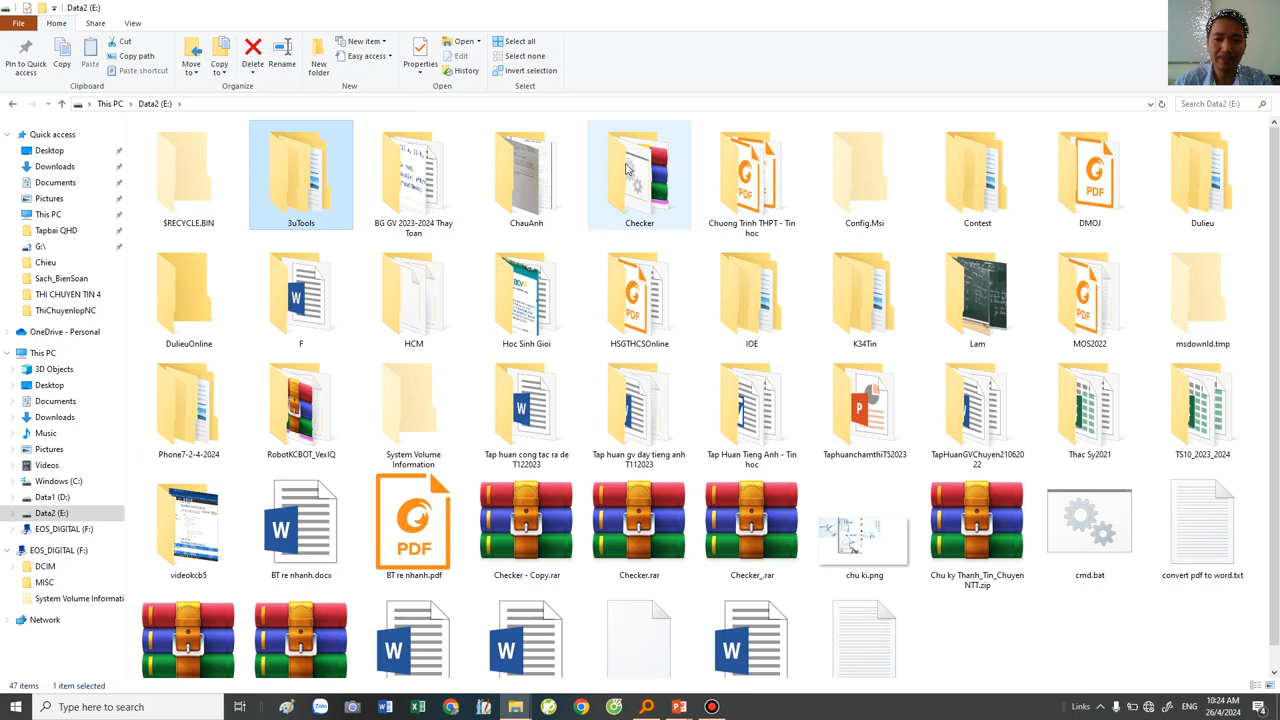 Data2 (E:)
File Home Share View
Pin to Quick access
Copy
Paste
Cut
Copy path
Paste shortcut
Move to
Copy to
Delete
Rename
New folder
New item
Easy access
Properties
Open
Edit
History
Select all
Select none
Invert selection
Clipboard Organize New Open Select
This PC Data2 (E:)
Search Data2 (E:)
Quick access
Desktop
Downloads
Documents
Pictures
This PC
Tapbai QHD
G:\
Chieu
Sach_BienSoan
THI CHUYEN TIN 4
ThiChuyenlopNC
OneDrive - Personal
This PC
3D Objects
Desktop
Documents
Downloads
Music
Pictures
Videos
Windows (C:)
Data1 (D:)
Data2 (E:)
EOS_DIGITAL (F:)
EOS_DIGITAL (F:)
DCIM
MISC
System Volume Informati
Network
$RECYCLE.BIN
3uTools
BG GV 2023-2024 Thay
Toan
ChauAnh
Checker
Chuong Trinh THPT - Tin
hoc
Config.Msi
Contest
DMOJ
Dulieu
DulieuOnline
F
HCM
Hoc Sinh Gioi
HSGTHCSOnline
IOE
K34Tin
Lam
MOS2022
msdownld.tmp
Phone7-2-4-2024
RobotKCBOT_VexIQ
System Volume
Information
Tap huan cong tac ra de
T122023
Tap huan gv day tieng anh
T112023
Tap Huan Tieng Anh - Tin
hoc
TaphuanchamthiT52023
TapHuanGVChuyen210620
22
Thac Sy2021
TS10_2023_2024
videokcb5
BT re nhanh.docx
BT re nhanh.pdf
Checker - Copy.rar
Checker.rar
Checker_.rar
chu ki.png
Chu ky Thanh_Tin_Chuyen
NTT.zip
cmd.bat
convert pdf to word.txt
47 items 1 item selected
Type here to search
Links
ENG
10:24 AM
26/4/2024